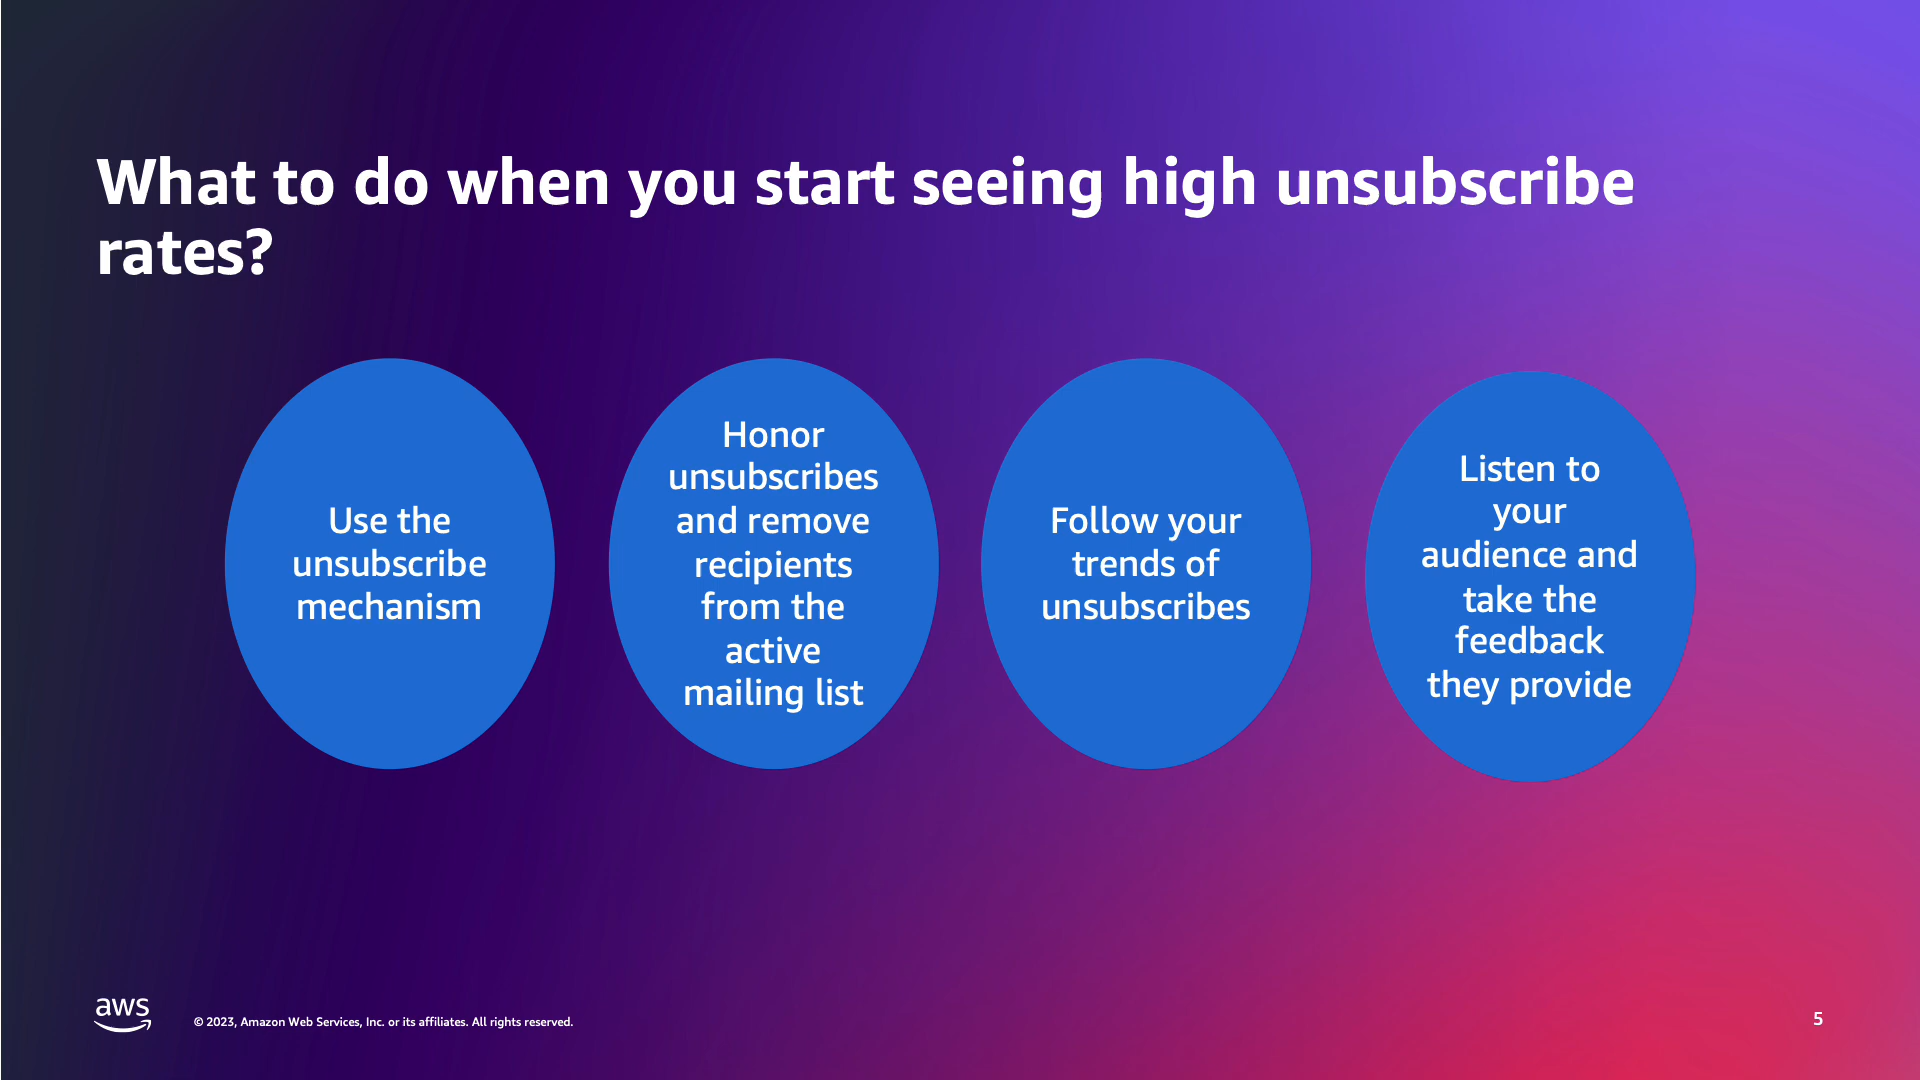 What to do when you start seeing high unsubscribe
rates?
Use the
unsubscribe
mechanism
Honor
unsubscribes
and remove
recipients
from the
active
mailing list
Follow your
trends of
unsubscribes
Listen to
your
audience and
take the
feedback
they provide
aws
© 2023, Amazon Web Services, Inc. or its affiliates. All rights reserved.
5